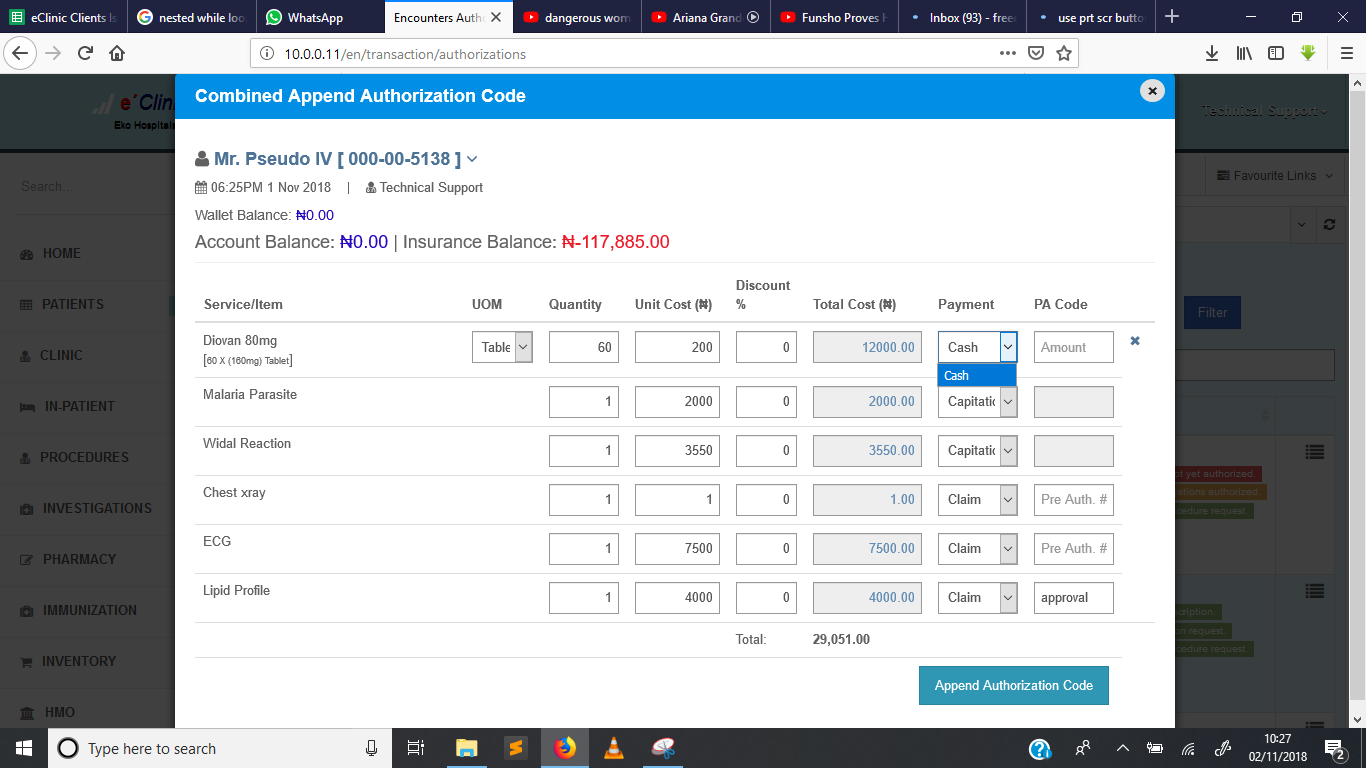 eClinic Clients Is
nested while loo
WhatsApp
Encounters Auth
dangerous wom
Ariana Grand
Funsho Proves H
Inbox (93) - free
use prt scr butto
10.0.0.11/en/transaction/authorizations
e'Clini
Eko Hospitals
Technical Support
Combined Append Authorization Code
Search...
Favourite Links
HOME
PATIENTS
CLINIC
IN-PATIENT
PROCEDURES
INVESTIGATIONS
PHARMACY
IMMUNIZATION
INVENTORY
HMO
Mr. Pseudo IV [ 000-00-5138 ]
06:25PM 1 Nov 2018 | Technical Support
Wallet Balance: ₦0.00
Account Balance: ₦0.00 | Insurance Balance: ₦-117,885.00
Service/Item UOM Quantity Unit Cost (₦) Discount % Total Cost (₦) Payment PA Code
Diovan 80mg Table 60 200 0 12000.00 Cash Amount
[60 X (160mg) Tablet]
Cash
Malaria Parasite 1 2000 0 2000.00 Capitatic
Widal Reaction 1 3550 0 3550.00 Capitatic
Chest xray 1 1 0 1.00 Claim Pre Auth. #
ECG 1 7500 0 7500.00 Claim Pre Auth. #
Lipid Profile 1 4000 0 4000.00 Claim approval
Total: 29,051.00
Append Authorization Code
Filter
ot yet authorized.
ations authorized.
cedure request.
cription.
on request.
cedure request.
Type here to search
10:27
02/11/2018
2